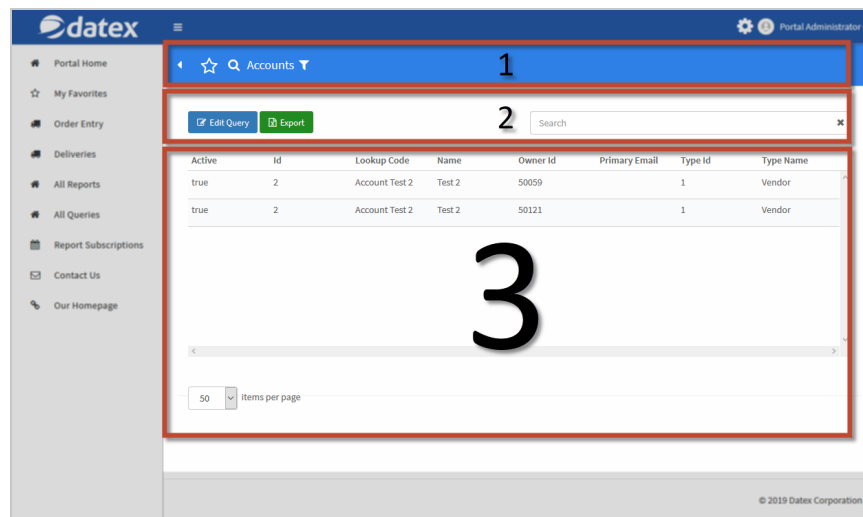 datex
Portal Administrator
Portal Home
My Favorites
Order Entry
Deliveries
All Reports
All Queries
Report Subscriptions
Contact Us
Our Homepage
Accounts
1
Edit Query Export 2 Search
Active Id Lookup Code Name Owner Id Primary Email Type Id Type Name
true 2 Account Test 2 Test 2 50059 1 Vendor
true 2 Account Test 2 Test 2 50121 1 Vendor
3
50 items per page
© 2019 Datex Corporation